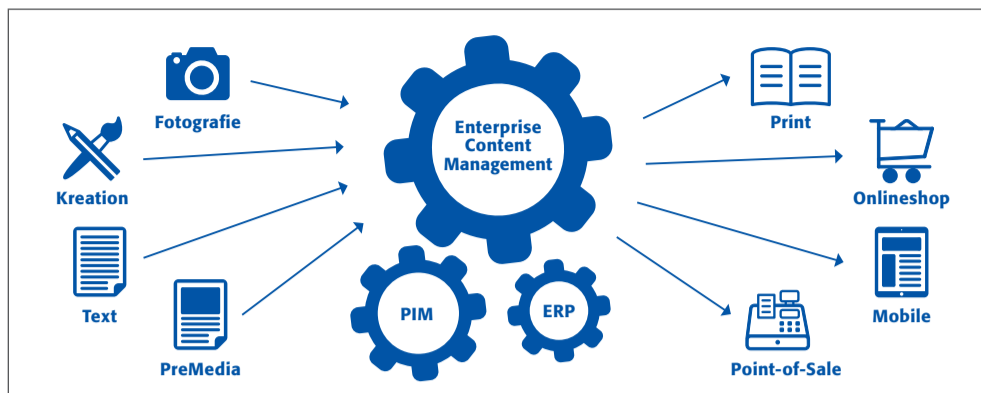 Fotografie
Kreation
Text
PreMedia
Enterprise
Content
Management
PIM
ERP
Print
Onlineshop
Mobile
Point-of-Sale